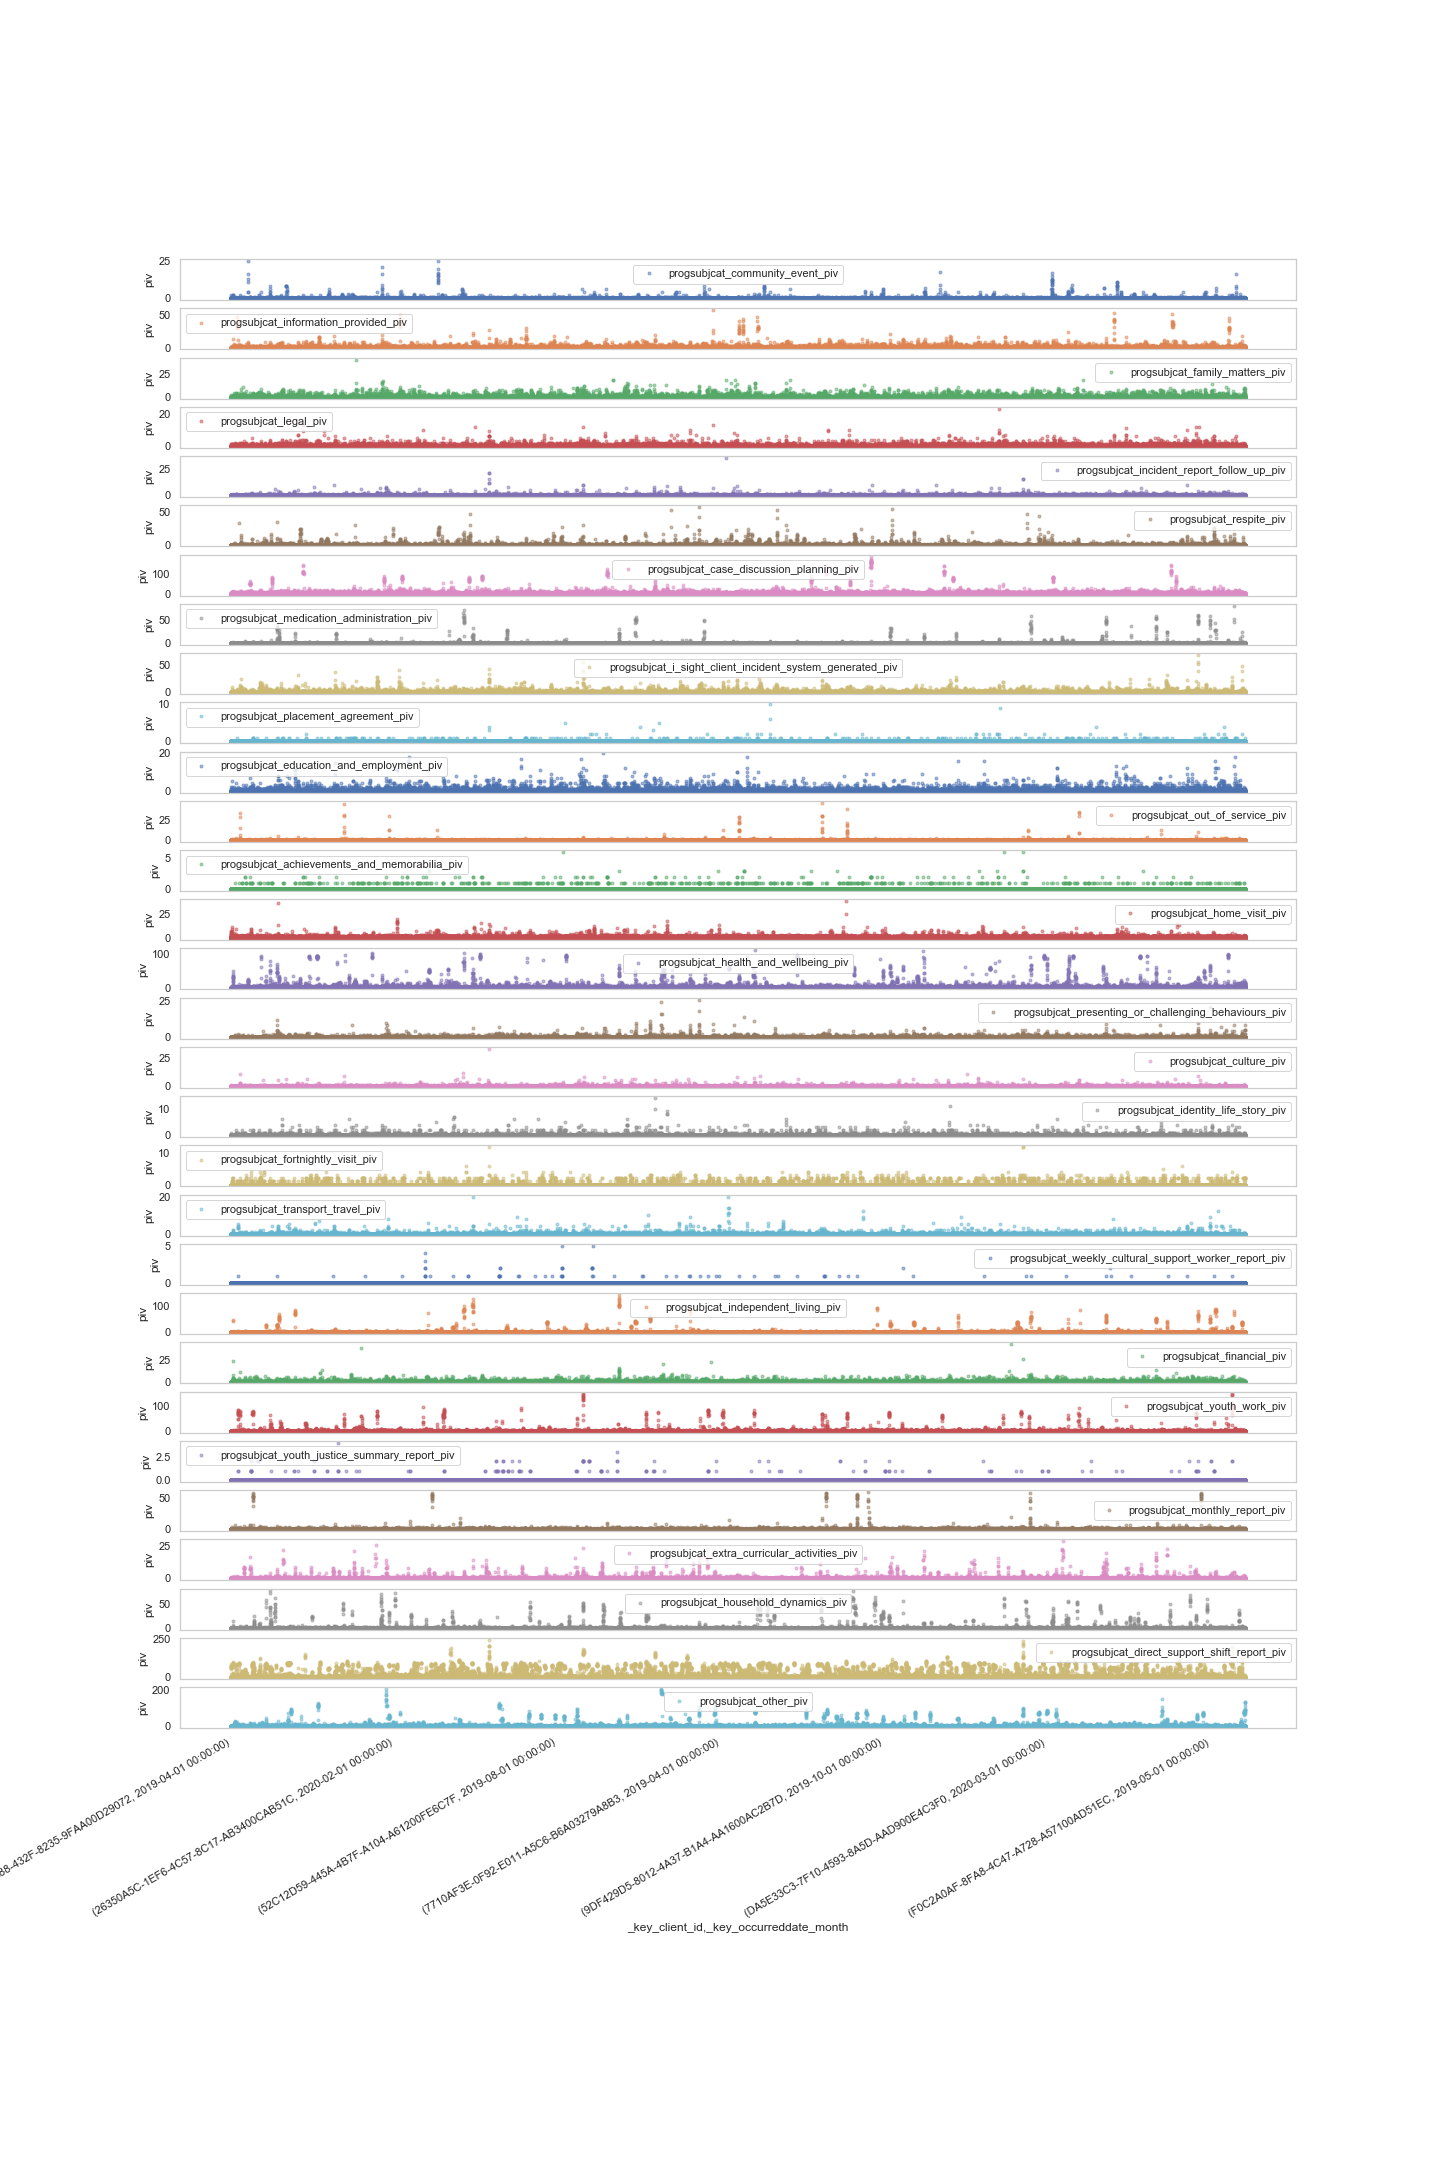 25
0
piv
progsubjcat_community_event_piv
50
0
piv
progsubjcat_information_provided_piv
25
0
piv
progsubjcat_family_matters_piv
20
0
piv
progsubjcat_legal_piv
25
0
piv
progsubjcat_incident_report_follow_up_piv
50
0
piv
progsubjcat_respite_piv
100
0
piv
progsubjcat_case_discussion_planning_piv
50
0
piv
progsubjcat_medication_administration_piv
50
0
piv
progsubjcat_i_sight_client_incident_system_generated_piv
10
0
piv
progsubjcat_placement_agreement_piv
20
0
piv
progsubjcat_education_and_employment_piv
25
0
piv
progsubjcat_out_of_service_piv
5
0
piv
progsubjcat_achievements_and_memorabilia_piv
25
0
piv
progsubjcat_home_visit_piv
100
0
piv
progsubjcat_health_and_wellbeing_piv
25
0
piv
progsubjcat_presenting_or_challenging_behaviours_piv
25
0
piv
progsubjcat_culture_piv
10
0
piv
progsubjcat_identity_life_story_piv
10
0
piv
progsubjcat_fortnightly_visit_piv
20
0
piv
progsubjcat_transport_travel_piv
5
0
piv
progsubjcat_weekly_cultural_support_worker_report_piv
100
0
piv
progsubjcat_independent_living_piv
25
0
piv
progsubjcat_financial_piv
100
0
piv
progsubjcat_youth_work_piv
2.5
0.0
piv
progsubjcat_youth_justice_summary_report_piv
50
0
piv
progsubjcat_monthly_report_piv
25
0
piv
progsubjcat_extra_curricular_activities_piv
50
0
piv
progsubjcat_household_dynamics_piv
250
0
piv
progsubjcat_direct_support_shift_report_piv
200
0
piv
progsubjcat_other_piv
88-432F-8235-9FAA00D29072, 2019-04-01 00:00:00)
(26350A5C-1EF6-4C57-8C17-AB3400CAB51C, 2020-02-01 00:00:00)
(52C12D59-445A-4B7F-A104-A61200FE6C7F, 2019-08-01 00:00:00)
(7710AF3E-0F92-E011-A5C6-B6A03279A8B3, 2019-04-01 00:00:00)
(9DF429D5-8012-4A37-B1A4-AA1600AC2B7D, 2019-10-01 00:00:00)
(DA5E33C3-7F10-4593-8A5D-AAD900E4C3F0, 2020-03-01 00:00:00)
(F0C2A0AF-8FA8-4C47-A728-A57100AD51EC, 2019-05-01 00:00:00)
_key_client_id,_key_occurreddate_month